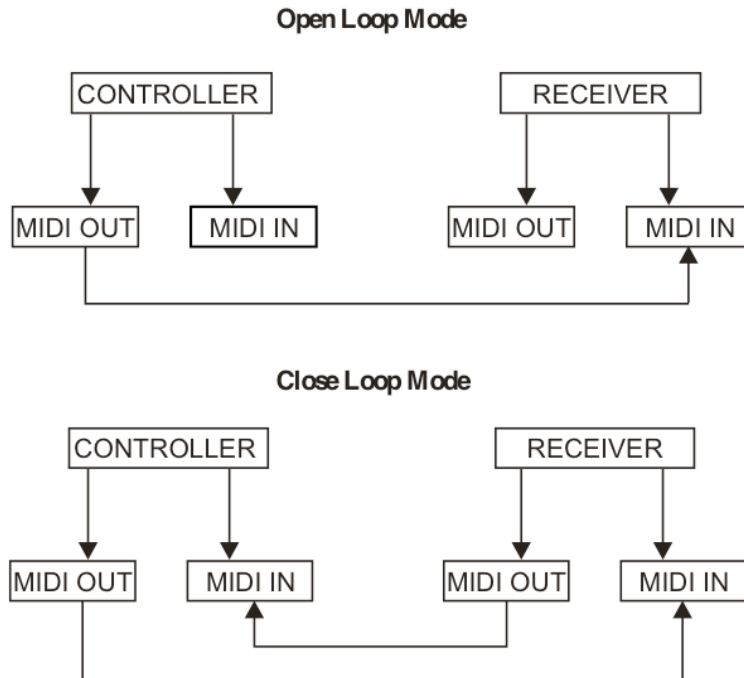 Open Loop Mode
CONTROLLER RECEIVER
MIDI OUT MIDI IN MIDI OUT MIDI IN
Close Loop Mode
CONTROLLER RECEIVER
MIDI OUT MIDI IN MIDI OUT MIDI IN